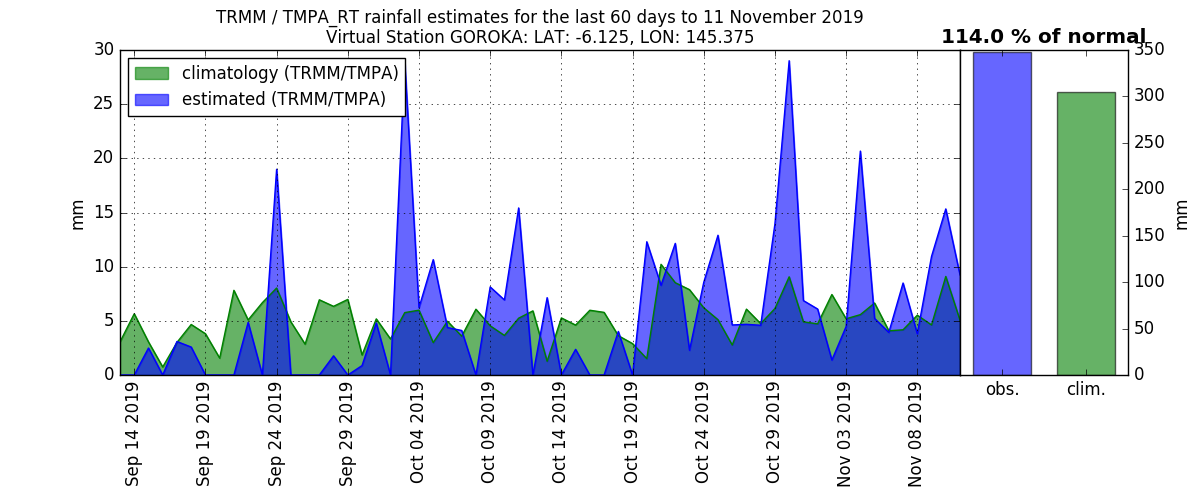 TRMM / TMPA_RT rainfall estimates for the last 60 days to 11 November 2019
Virtual Station GOROKA: LAT: -6.125, LON: 145.375
114.0 % of normal
climatology (TRMM/TMPA)
estimated (TRMM/TMPA)
30
25
20
15
10
5
0
mm
350
300
250
200
150
100
50
0
mm
Sep 14 2019
Sep 19 2019
Sep 24 2019
Sep 29 2019
Oct 04 2019
Oct 09 2019
Oct 14 2019
Oct 19 2019
Oct 24 2019
Oct 29 2019
Nov 03 2019
Nov 08 2019
obs.
clim.